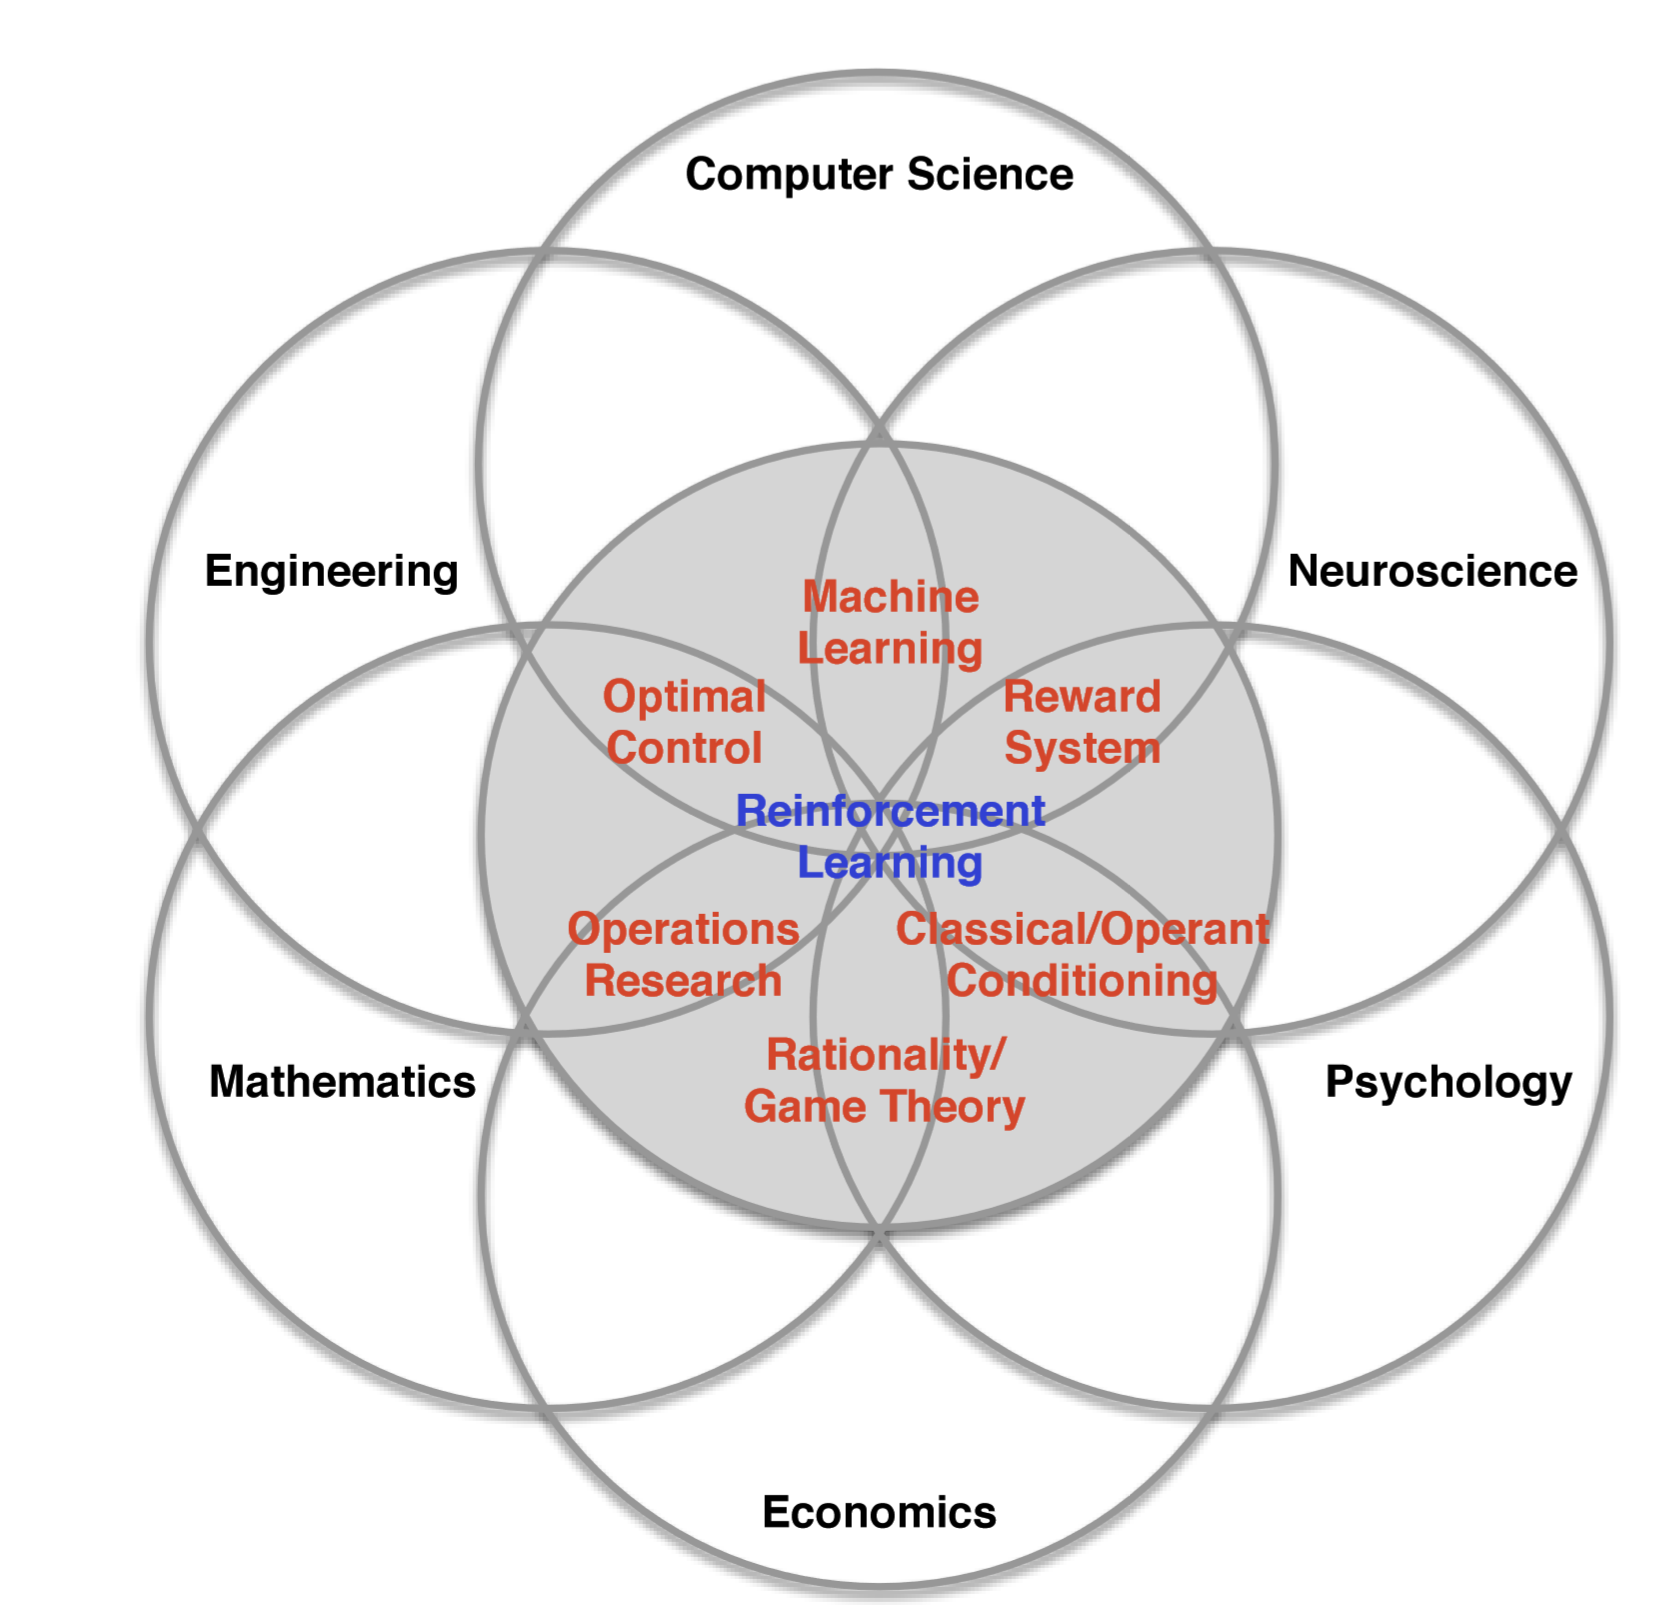 Computer Science
Engineering
Neuroscience
Machine
Learning
Optimal
Control
Reward
System
Reinforcement
Learning
Operations
Research
Classical/Operant
Conditioning
Rationality/
Game Theory
Mathematics
Psychology
Economics